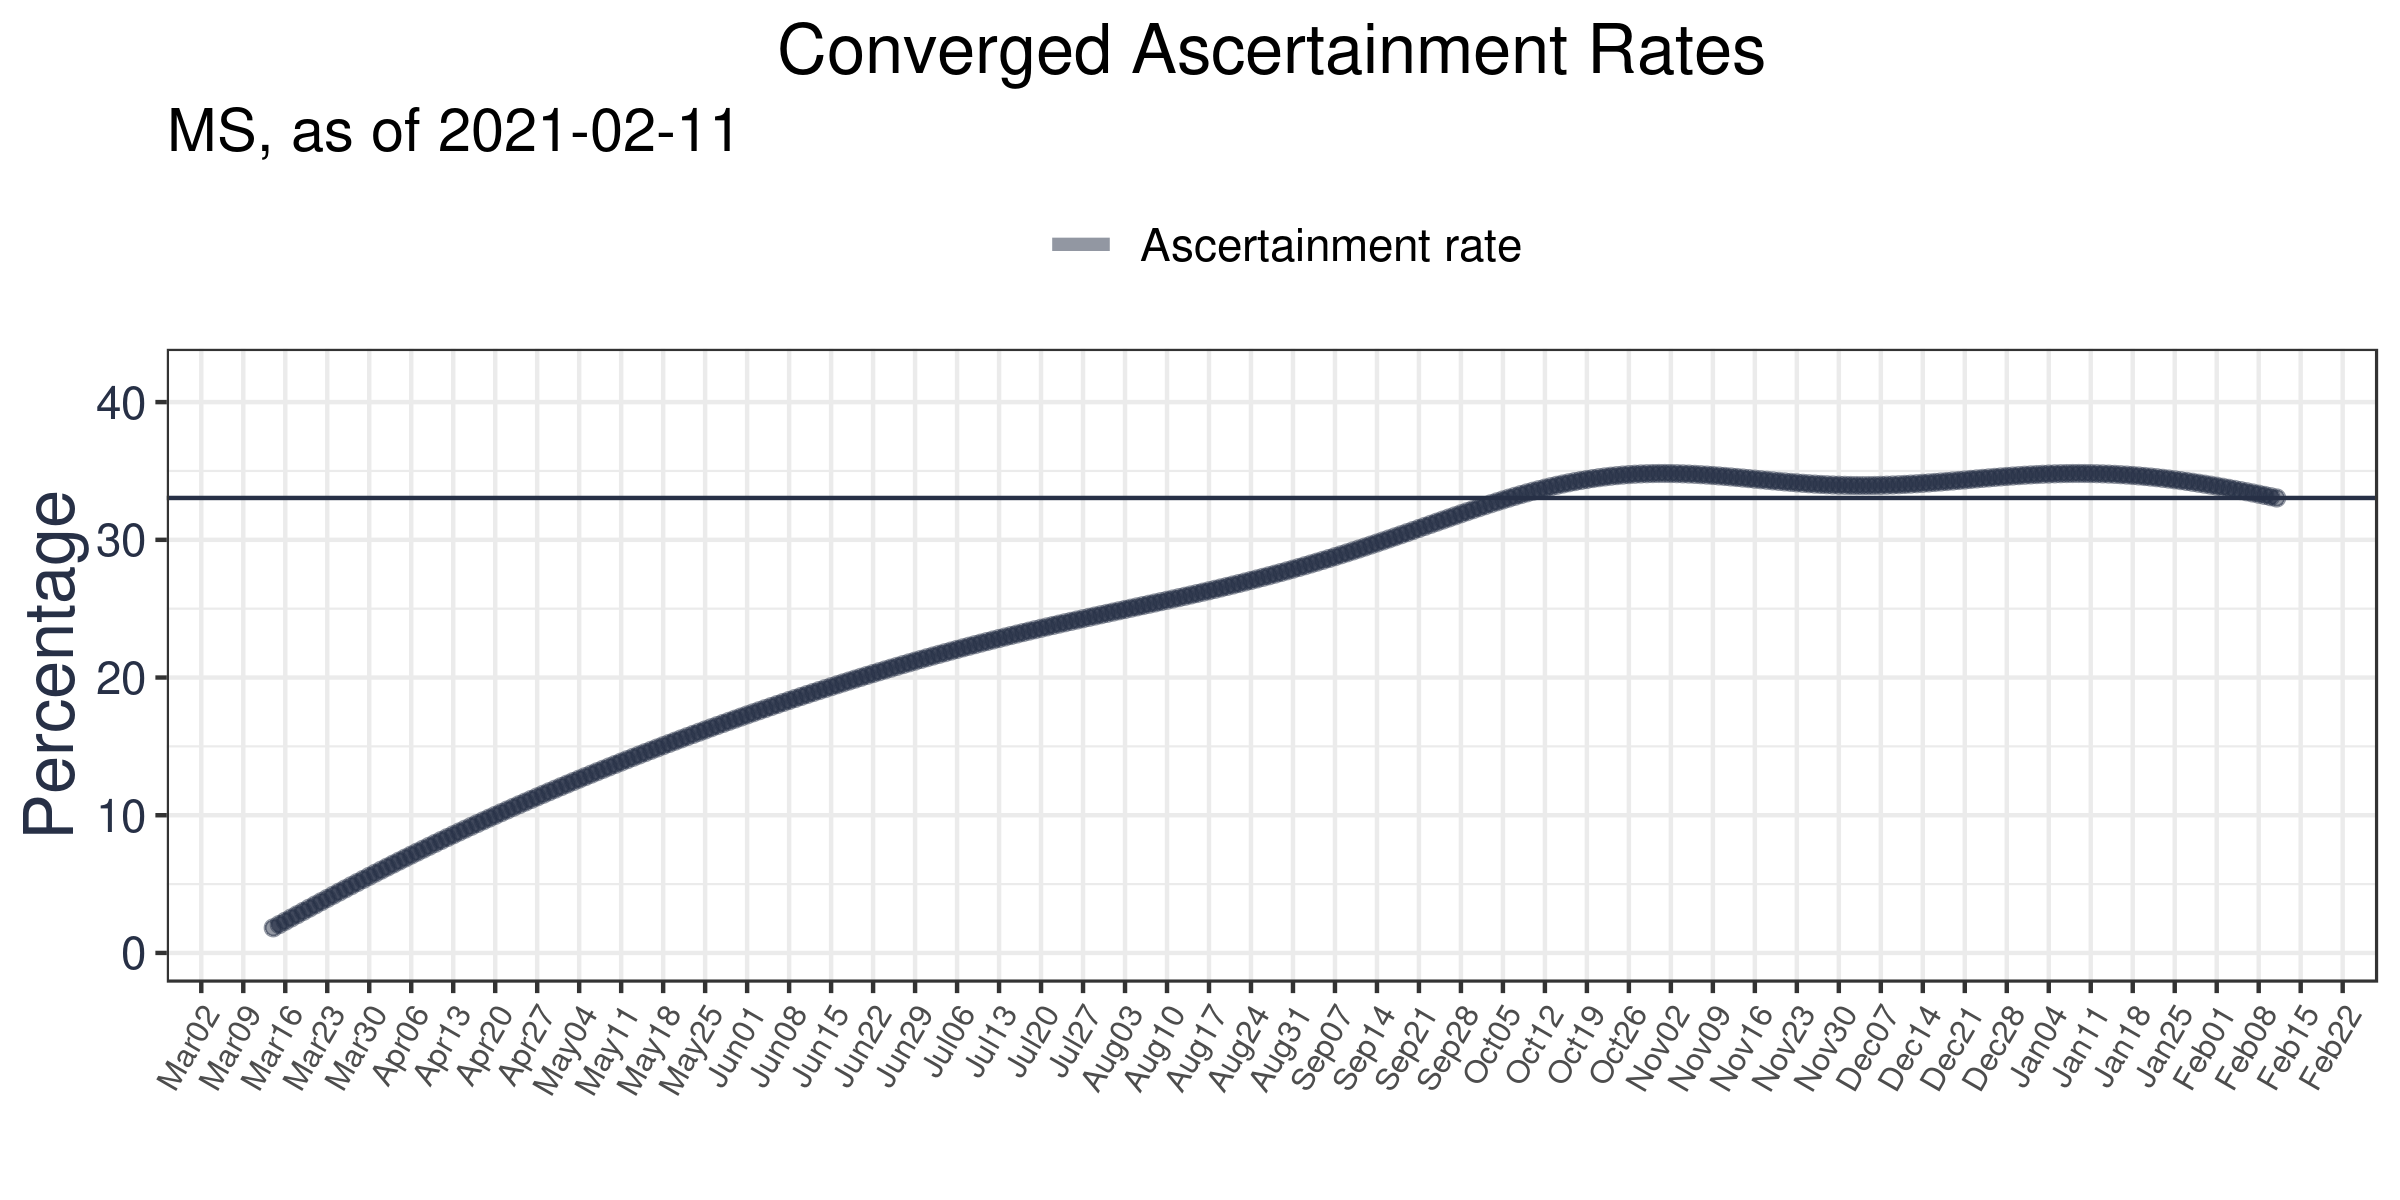 Converged Ascertainment Rates
MS, as of 2021-02-11
Ascertainment rate
Percentage
40
30
20
10
0
Mar02 Mar09 Mar16 Mar23 Mar30 Apr06 Apr13 Apr20 Apr27 May04 May11 May18 May25 Jun01 Jun08 Jun15 Jun22 Jun29 Jul06 Jul13 Jul20 Jul27 Aug03 Aug10 Aug17 Aug24 Aug31 Sep07 Sep14 Sep21 Sep28 Oct05 Oct12 Oct19 Oct26 Nov02 Nov09 Nov16 Nov23 Nov30 Dec07 Dec14 Dec21 Dec28 Jan04 Jan11 Jan18 Jan25 Feb01 Feb08 Feb15 Feb22